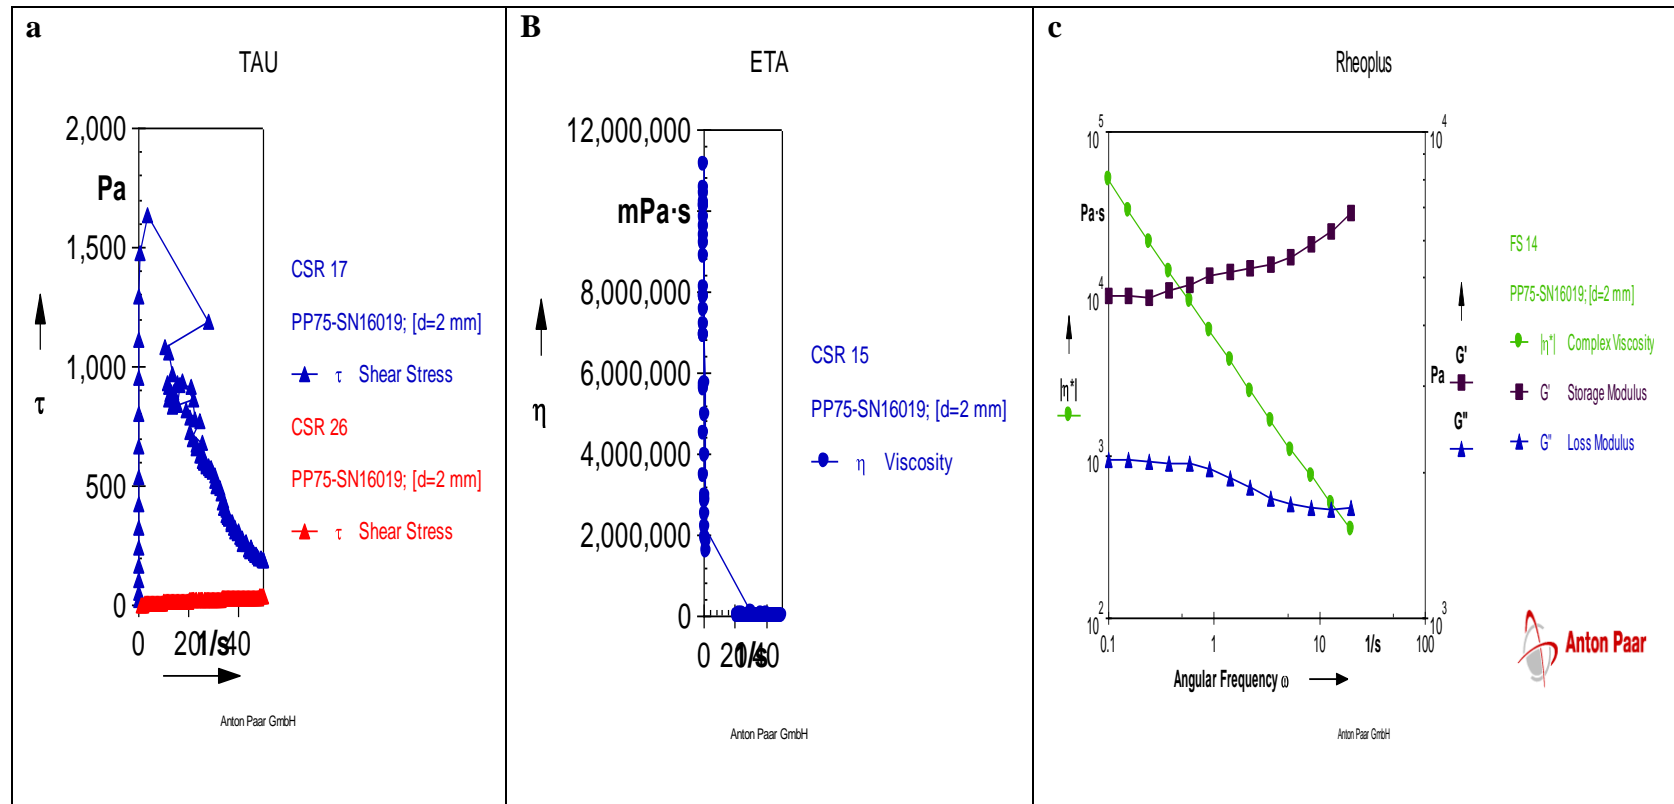 a
TAU
2,000
Pa
1,500
1,000
500
0
τ
0 20 1/s 40
CSR 17
PP75-SN16019; [d=2 mm]
τ Shear Stress
CSR 26
PP75-SN16019; [d=2 mm]
τ Shear Stress
Anton Paar GmbH
B
ETA
12,000,000
mPa·s
8,000,000
6,000,000
4,000,000
2,000,000
0
η
0 20 1/s 40
CSR 15
PP75-SN16019; [d=2 mm]
η Viscosity
Anton Paar GmbH
c
Rheoplus
10^5
Pa·s
10^4
|η*|
10^3
10^2
10^4
G'
Pa
G''
10^3
0.1 1 10 1/s 100
Angular Frequency ω
FS 14
PP75-SN16019; [d=2 mm]
|η*| Complex Viscosity
G' Storage Modulus
G'' Loss Modulus
Anton Paar
Anton Paar GmbH